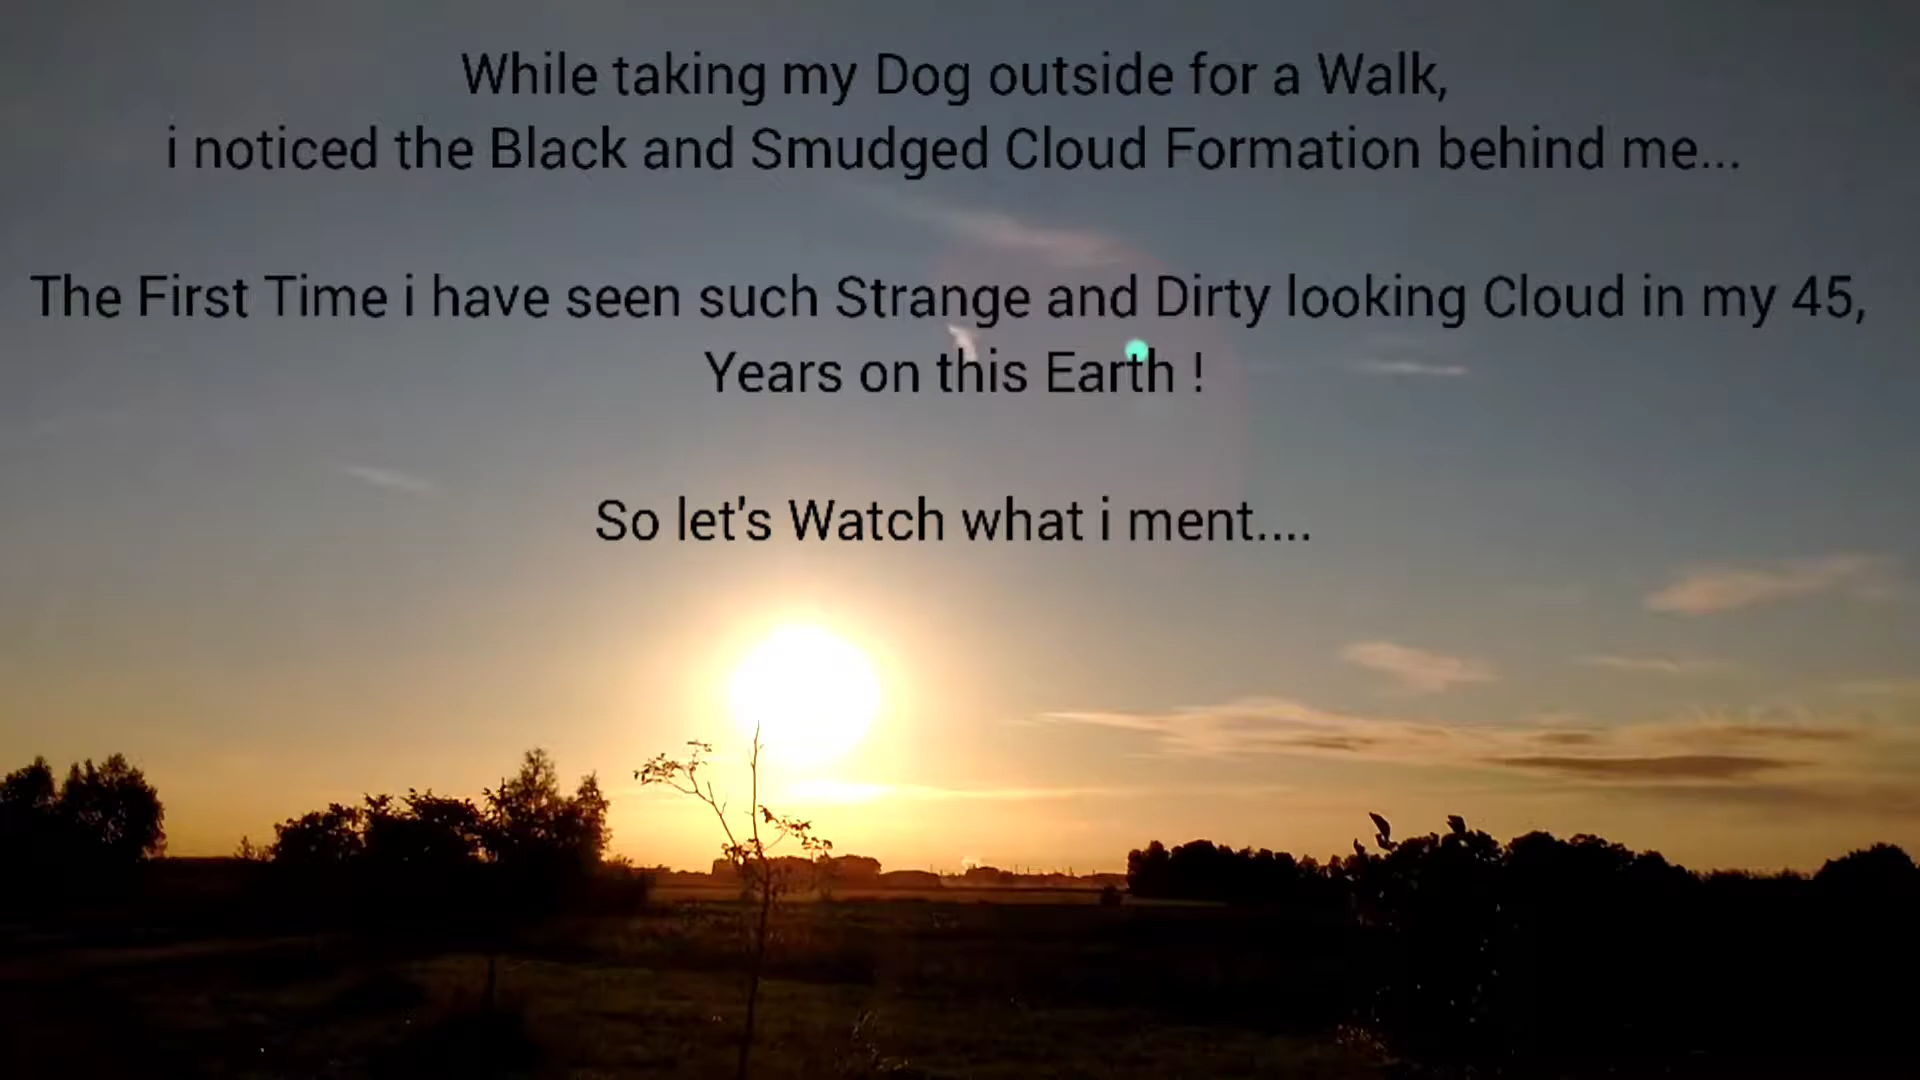 While taking my Dog outside for a Walk,
i noticed the Black and Smudged Cloud Formation behind me...
The First Time i have seen such Strange and Dirty looking Cloud in my 45,
Years on this Earth !
So let's Watch what i ment....